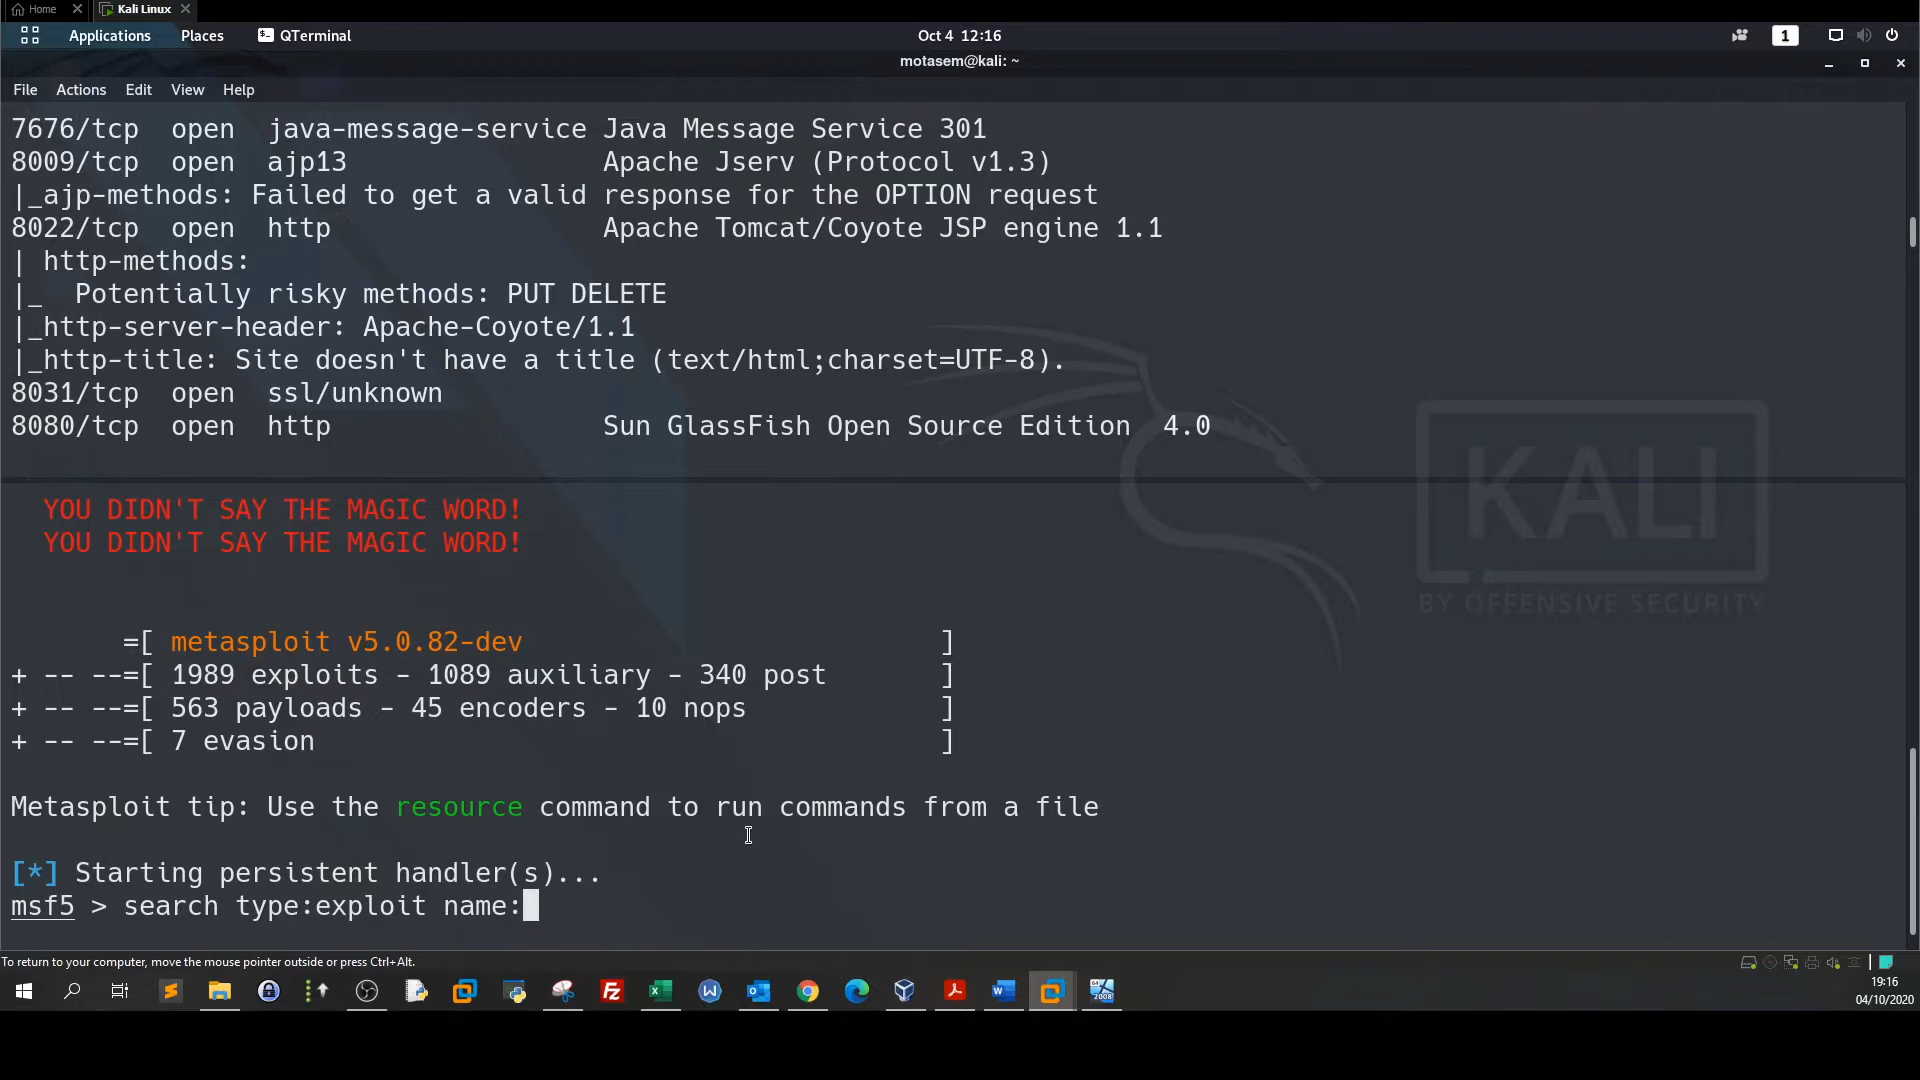 Home
Kali Linux
Applications Places QTerminal Oct 4 12:16 1
motasem@kali: ~
File Actions Edit View Help
7676/tcp open java-message-service Java Message Service 301
8009/tcp open ajp13 Apache Jserv (Protocol v1.3)
|_ajp-methods: Failed to get a valid response for the OPTION request
8022/tcp open http Apache Tomcat/Coyote JSP engine 1.1
| http-methods:
|_ Potentially risky methods: PUT DELETE
|_http-server-header: Apache-Coyote/1.1
|_http-title: Site doesn't have a title (text/html;charset=UTF-8).
8031/tcp open ssl/unknown
8080/tcp open http Sun GlassFish Open Source Edition 4.0
KALI
BY OFFENSIVE SECURITY
YOU DIDN'T SAY THE MAGIC WORD!
YOU DIDN'T SAY THE MAGIC WORD!
=[ metasploit v5.0.82-dev ]
+ -- --=[ 1989 exploits - 1089 auxiliary - 340 post ]
+ -- --=[ 563 payloads - 45 encoders - 10 nops ]
+ -- --=[ 7 evasion ]
Metasploit tip: Use the resource command to run commands from a file
[*] Starting persistent handler(s)...
msf5 > search type:exploit name:
To return to your computer, move the mouse pointer outside or press Ctrl+Alt.
2008
19:16
04/10/2020